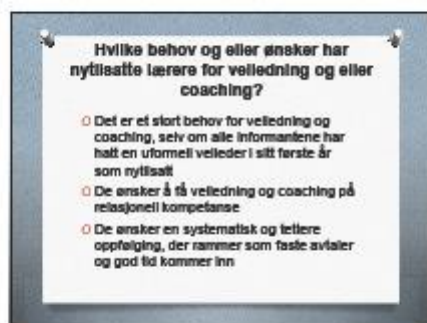 Hvilke behov og eller ønsker har
nytilsatte lærere for veiledning og eller
coaching?
Det er et stort behov for veiledning og
coaching, selv om alle informantene har
hatt en uformell veileder i sitt første år
som nytilsatt
De ønsker å få veiledning og coaching på
relasjonell kompetanse
De ønsker en systematisk og tettere
oppfølging, der rammer som faste avtaler
og god tid kommer inn